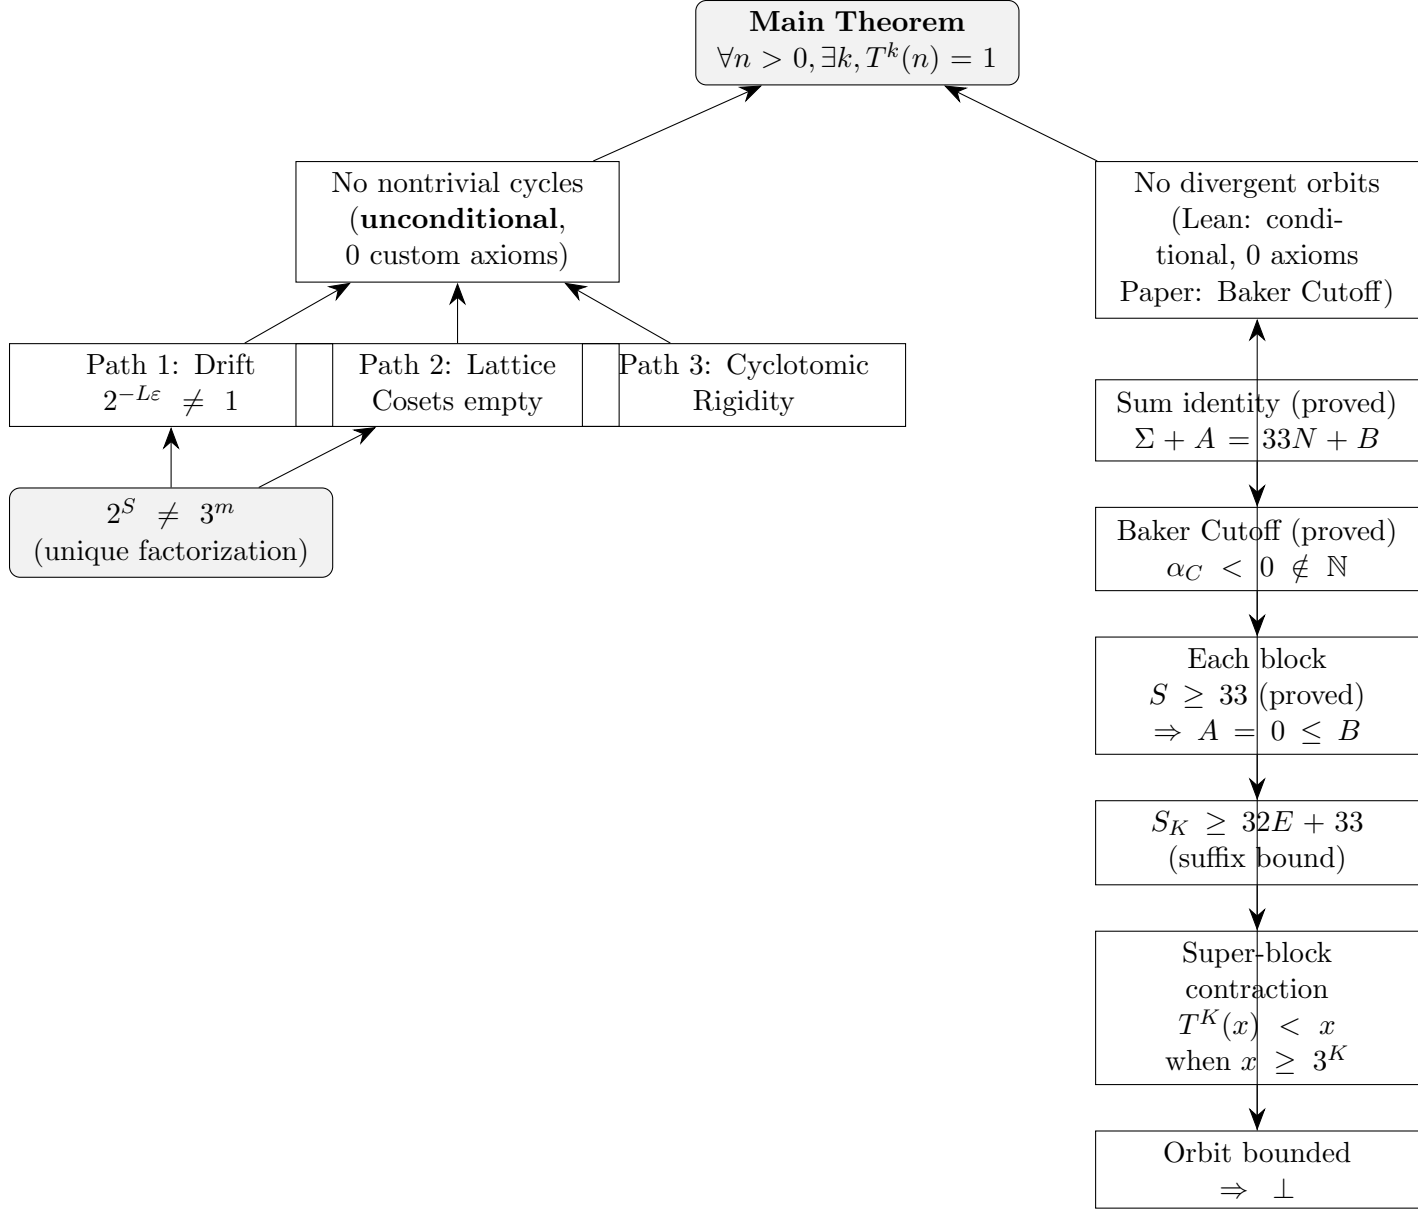 Main Theorem
∀n > 0, ∃k, T^k(n) = 1
No nontrivial cycles
(unconditional,
0 custom axioms)
No divergent orbits
(Lean: condi-
tional, 0 axioms
Paper: Baker Cutoff)
Path 1: Drift
2^{-Lε} ≠ 1
Path 2: Lattice
Cosets empty
Path 3: Cyclotomic
Rigidity
2^S ≠ 3^m
(unique factorization)
Sum identity (proved)
Σ + A = 33N + B
Baker Cutoff (proved)
α_C < 0 ∉ ℕ
Each block
S ≥ 33 (proved)
⇒ A = 0 ≤ B
S_K ≥ 32E + 33
(suffix bound)
Super-block
contraction
T^K(x) < x
when x ≥ 3^K
Orbit bounded
⇒ ⊥